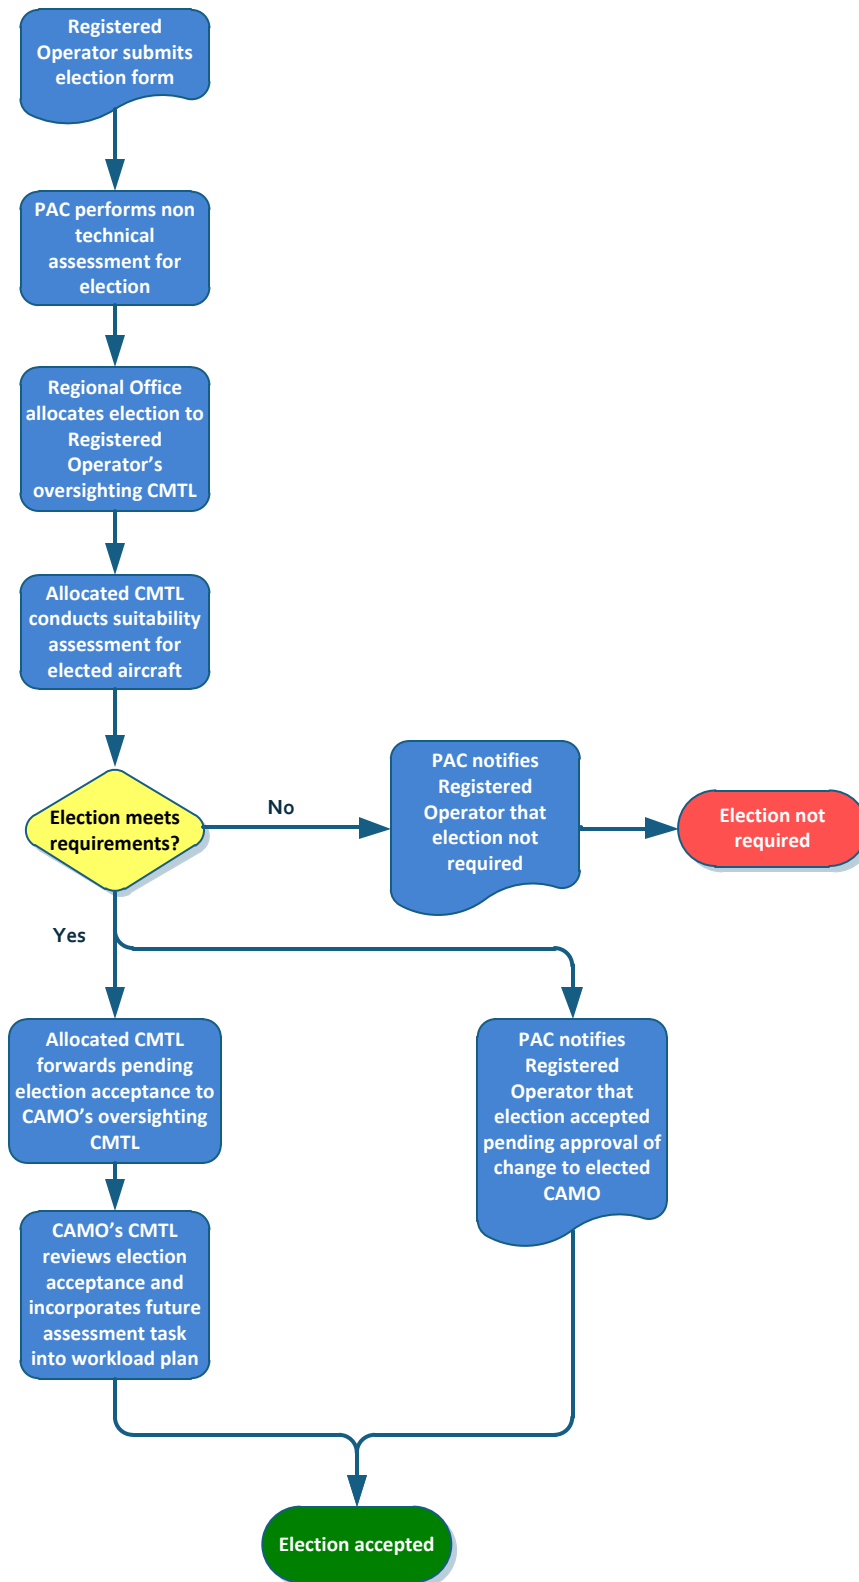 Registered
Operator submits
election form
PAC performs non
technical
assessment for
election
Regional Office
allocates election to
Registered
Operator's
oversighting CMTL
Allocated CMTL
conducts suitability
assessment for
elected aircraft
Election meets
requirements?
No
PAC notifies
Registered
Operator that
election not
required
Election not
required
Yes
Allocated CMTL
forwards pending
election acceptance to
CAMO's oversighting
CMTL
PAC notifies
Registered
Operator that
election accepted
pending approval of
change to elected
CAMO
CAMO's CMTL
reviews election
acceptance and
incorporates future
assessment task
into workload plan
Election accepted